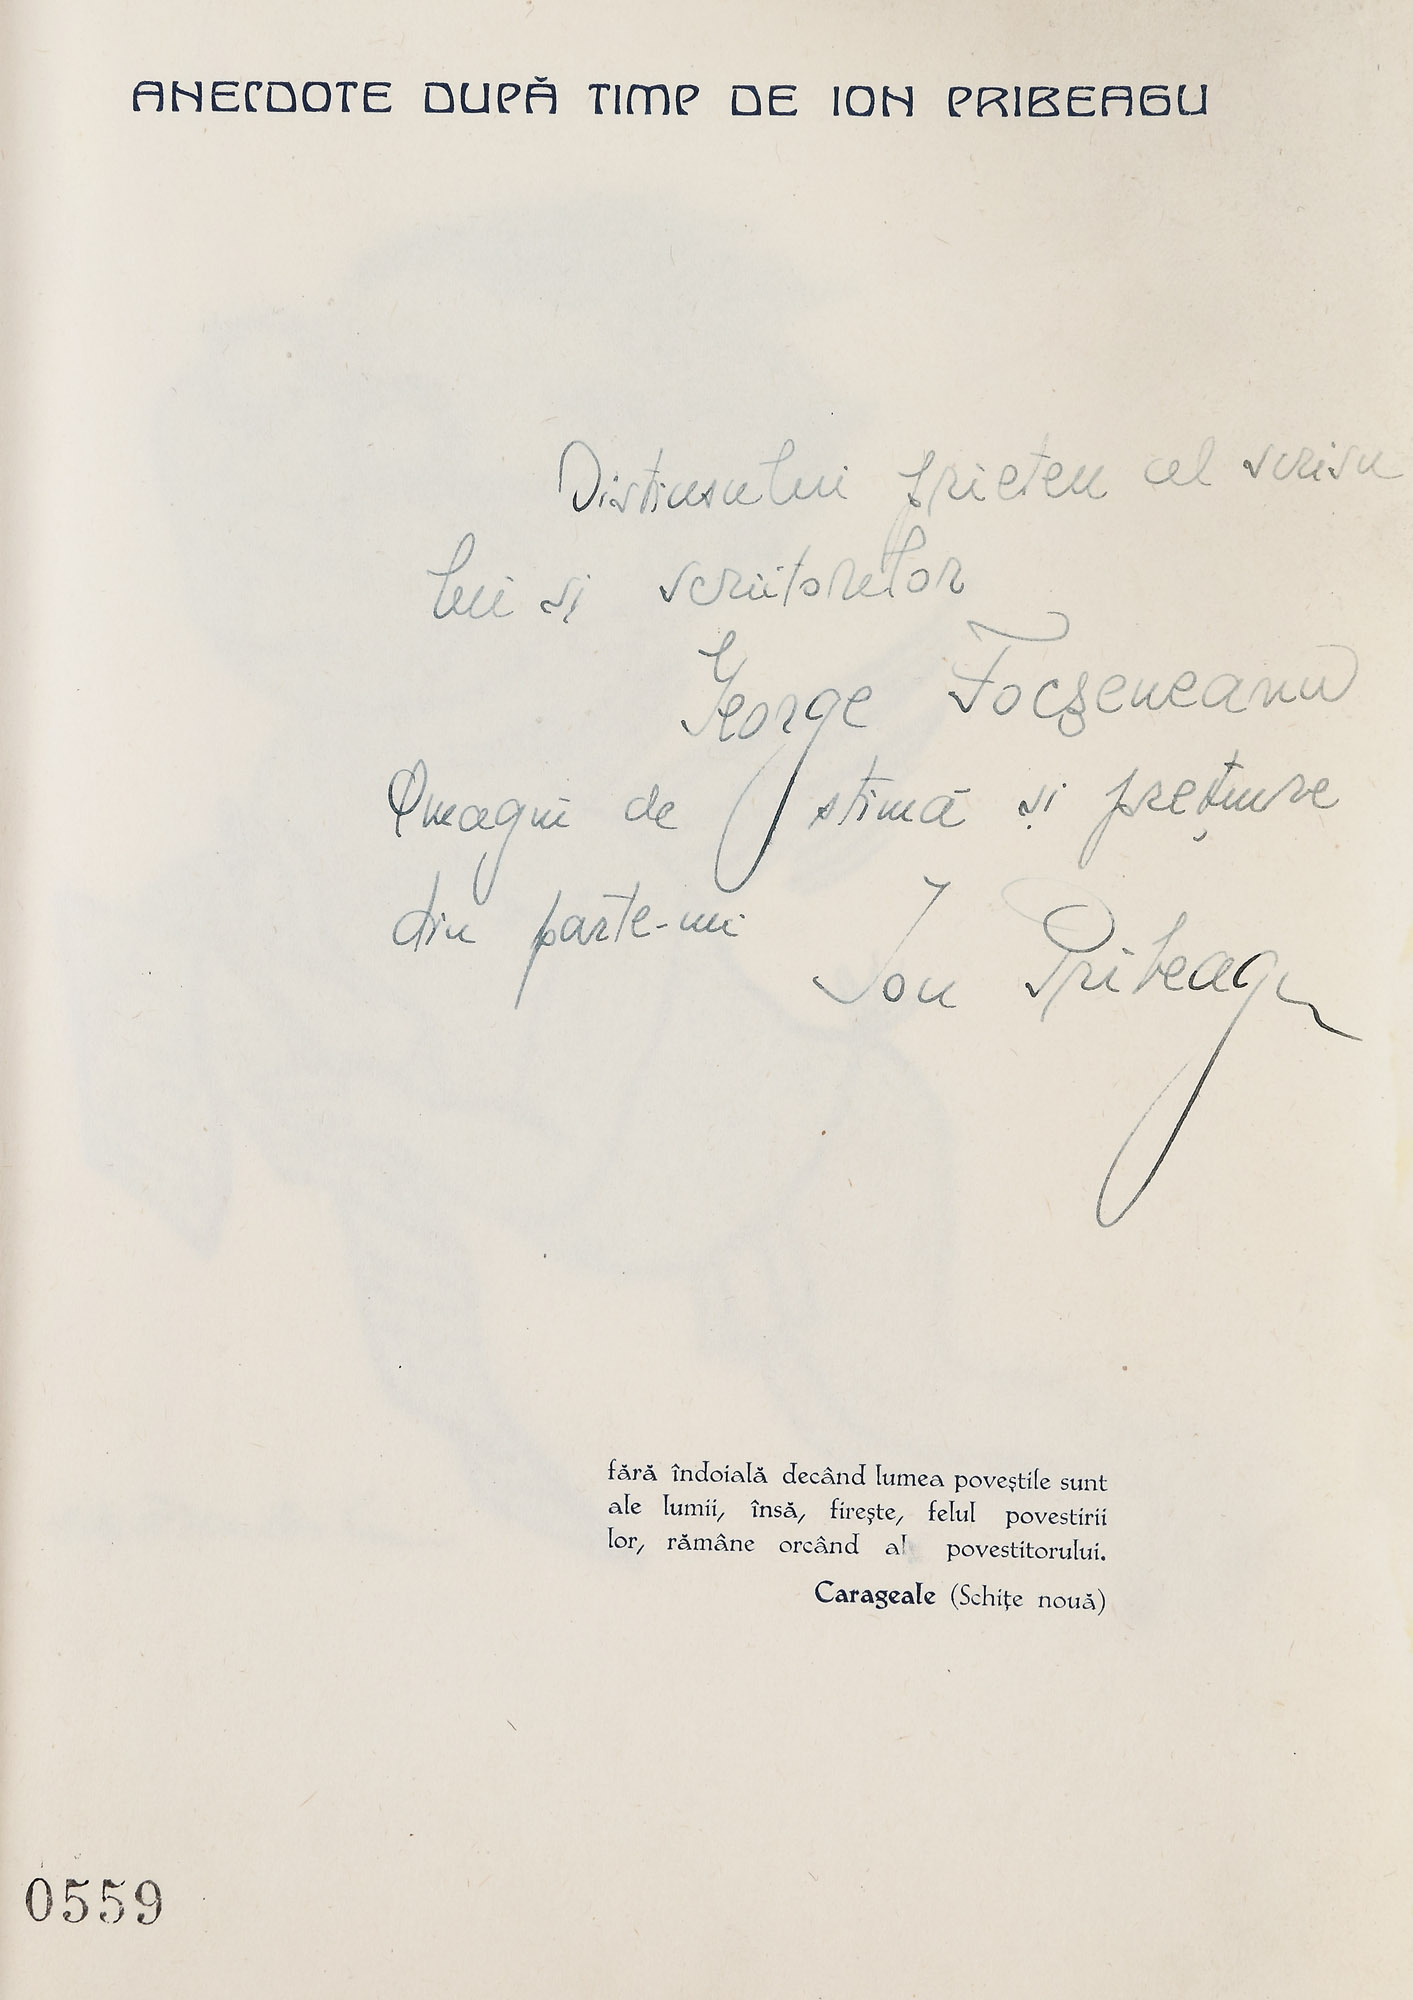 ANECDOTE DUPĂ TIMP DE ION PRIBEAGU
Distinsului prieten al scrisu
lui si scriitorilor
George Focșeneanu
Omagii de stimă și prețuire
din parte-mi
Ion Pribeagu
fără îndoială decând lumea poveștile sunt
ale lumii, însă, firește, felul povestirii
lor, rămâne orcând al povestitorului.
Carageale (Schițe nouă)
0559